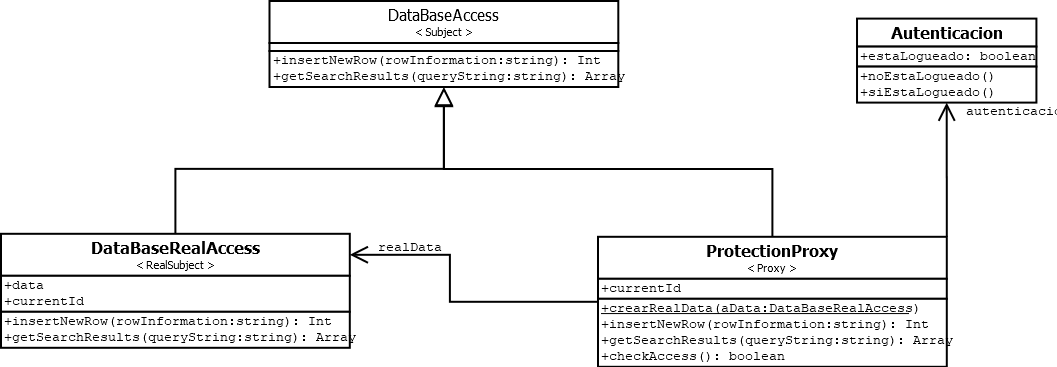 DataBaseAccess
< Subject >
+insertNewRow(rowInformation:string): Int
+getSearchResults(queryString:string): Array
Autenticacion
+estaLogueado: boolean
+noEstaLogueado()
+siEstaLogueado()
autenticacio
DataBaseRealAccess
< RealSubject >
+data
+currentId
+insertNewRow(rowInformation:string): Int
+getSearchResults(queryString:string): Array
realData
ProtectionProxy
< Proxy >
+currentId
+crearRealData(aData:DataBaseRealAccess)
+insertNewRow(rowInformation:string): Int
+getSearchResults(queryString:string): Array
+checkAccess(): boolean